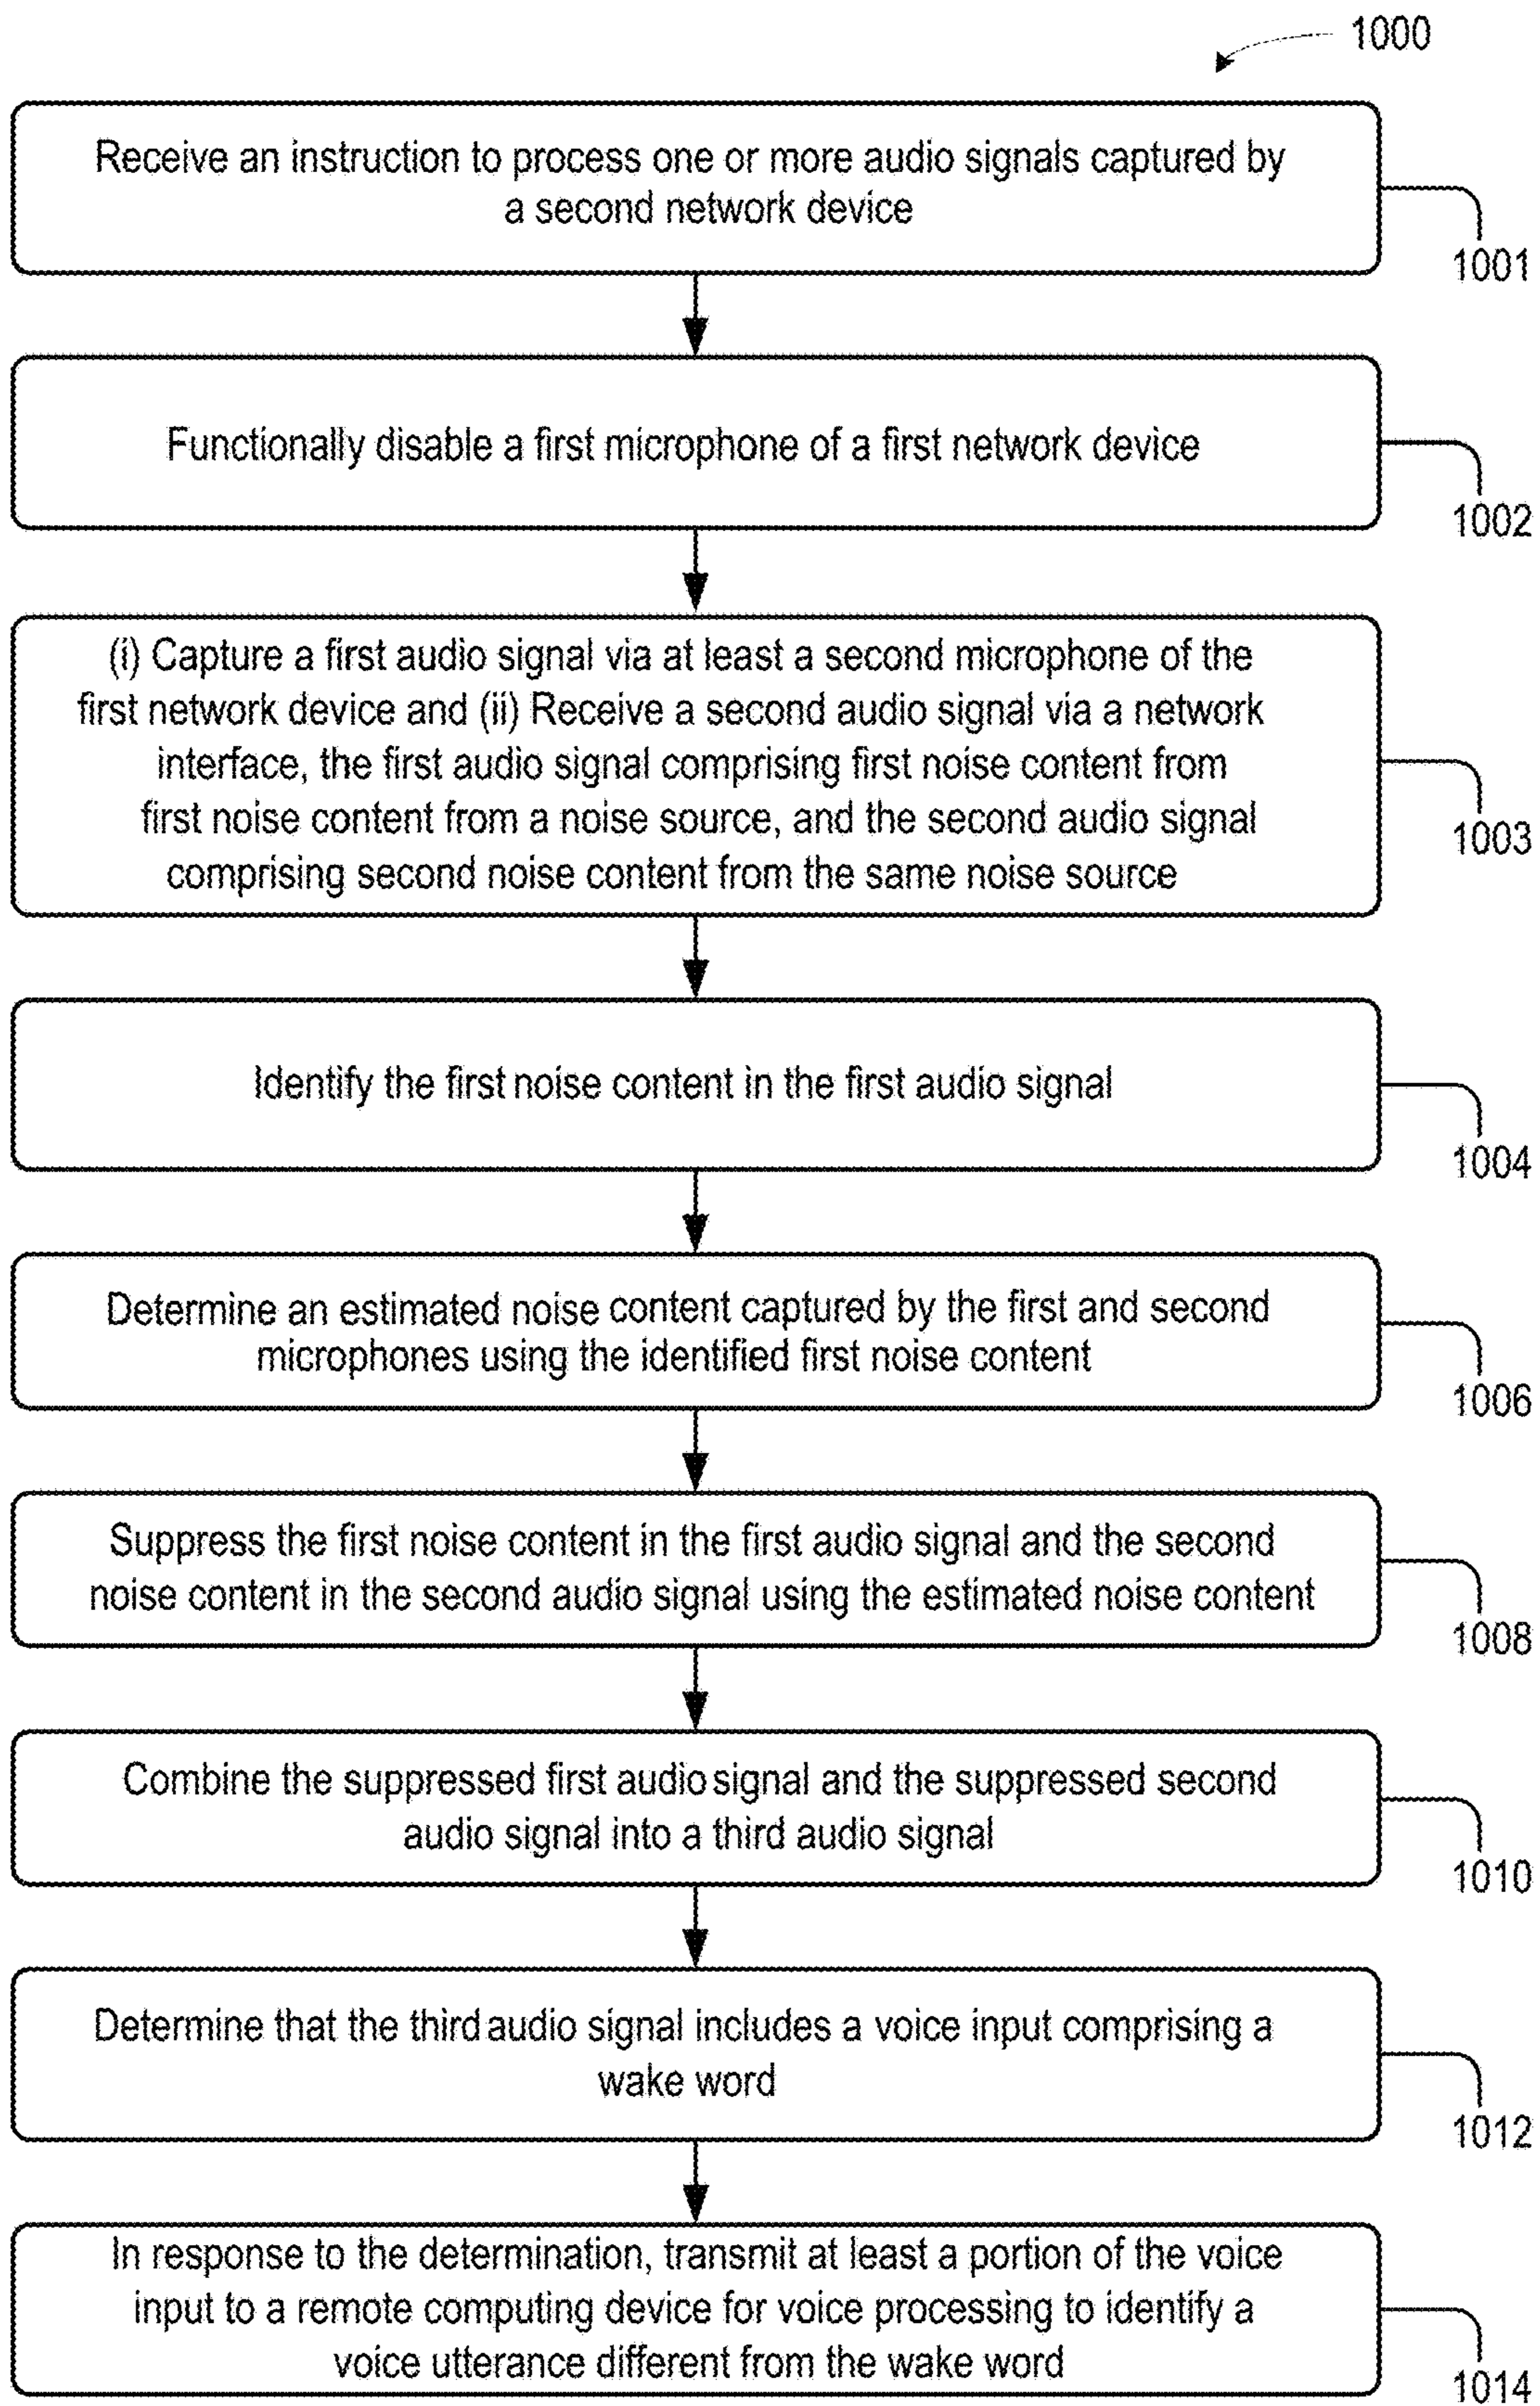 1000
Receive an instruction to process one or more audio signals captured by
a second network device
1001
Functionally disable a first microphone of a first network device
1002
(i) Capture a first audio signal via at least a second microphone of the
first network device and (ii) Receive a second audio signal via a network
interface, the first audio signal comprising first noise content from
first noise content from a noise source, and the second audio signal
comprising second noise content from the same noise source
1003
Identify the first noise content in the first audio signal
1004
Determine an estimated noise content captured by the first and second
microphones using the identified first noise content
1006
Suppress the first noise content in the first audio signal and the second
noise content in the second audio signal using the estimated noise content
1008
Combine the suppressed first audio signal and the suppressed second
audio signal into a third audio signal
1010
Determine that the third audio signal includes a voice input comprising a
wake word
1012
In response to the determination, transmit at least a portion of the voice
input to a remote computing device for voice processing to identify a
voice utterance different from the wake word
1014